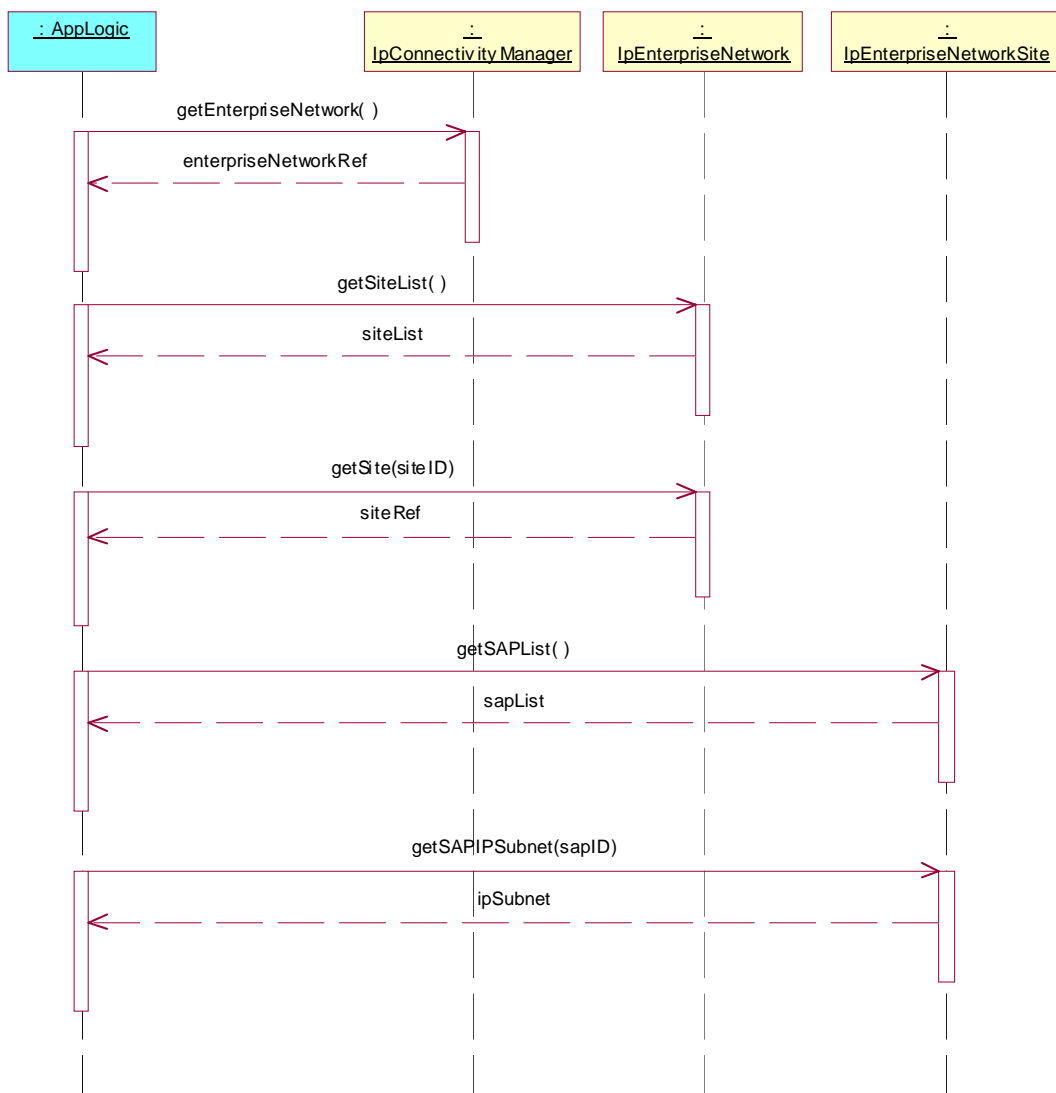 : AppLogic
:
IpConnectivityManager
:
IpEnterpriseNetwork
:
IpEnterpriseNetworkSite
getEnterpriseNetwork( )
enterpriseNetworkRef
getSiteList( )
siteList
getSite(siteID)
siteRef
getSAPList( )
sapList
getSAPIPSubnet(sapID)
ipSubnet